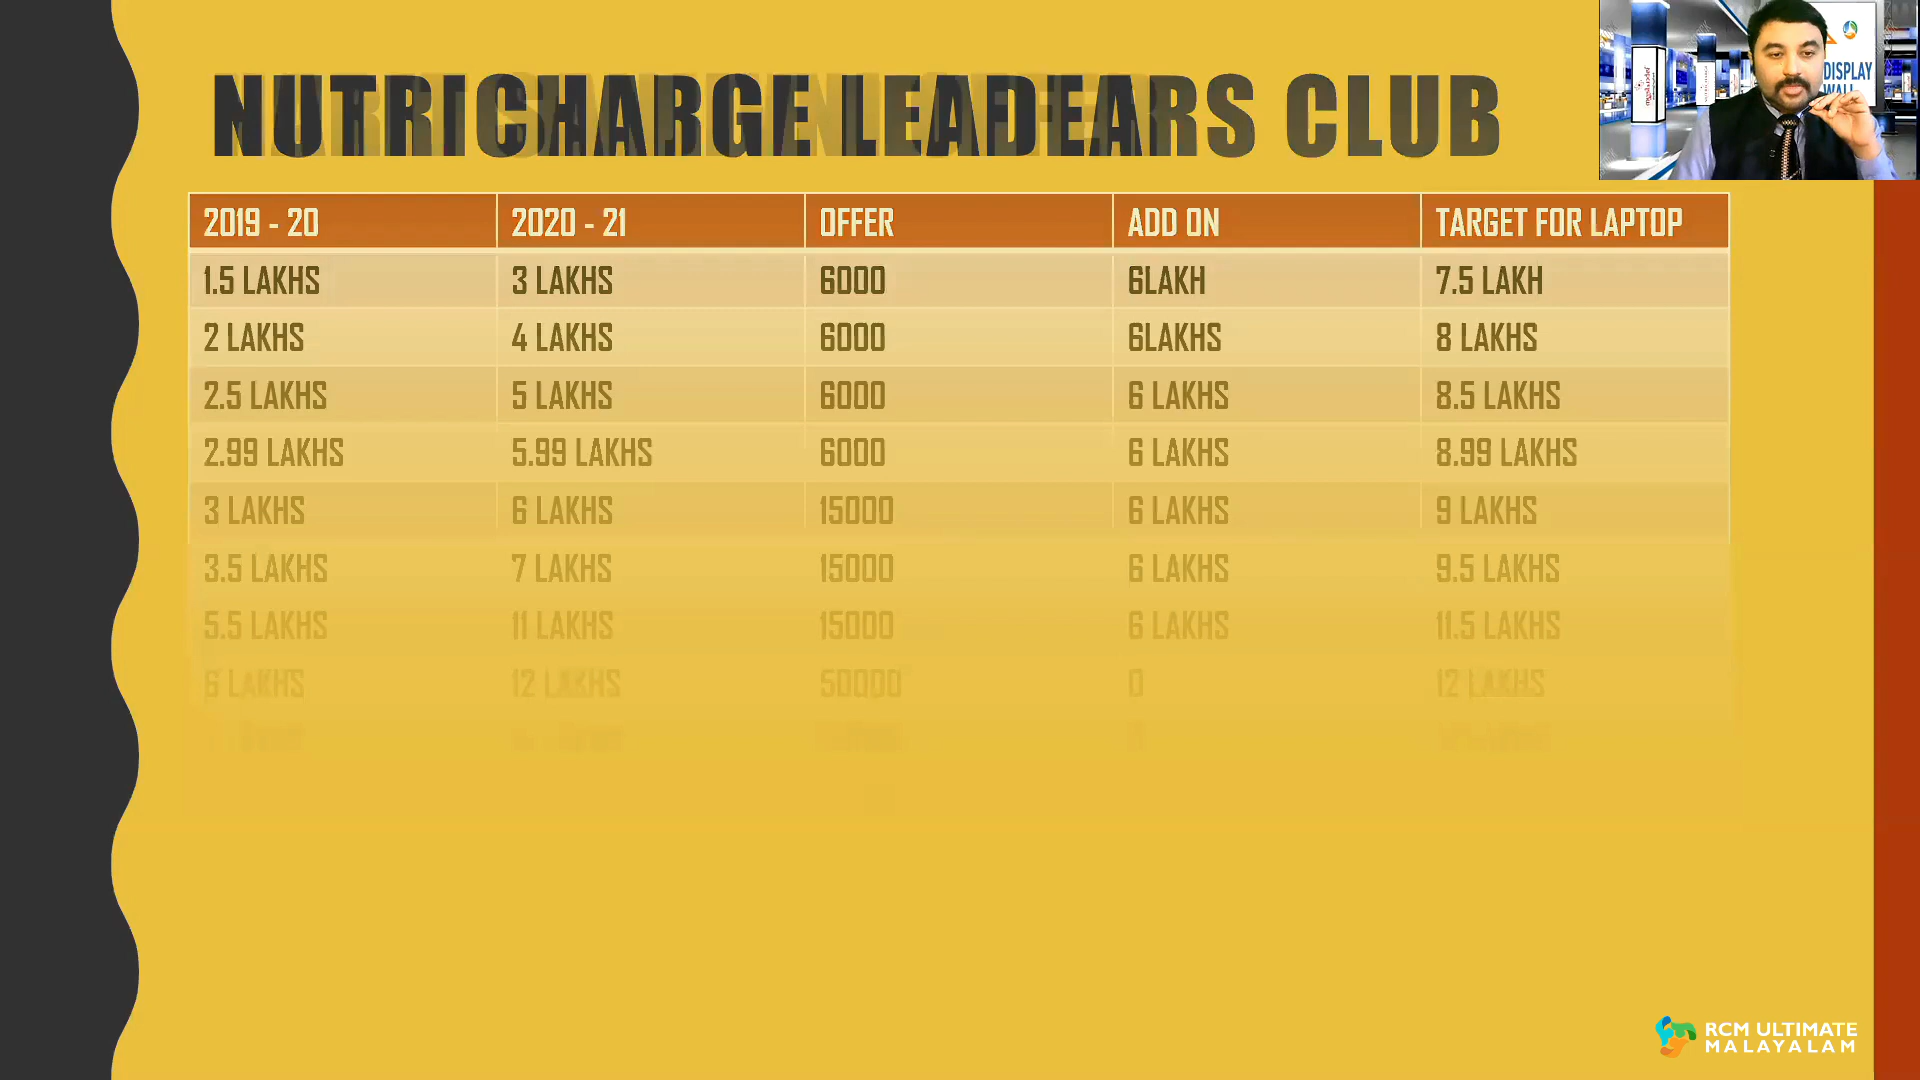 NUTRICHARGE LEADEARS CLUB
DISPLAY
WALL
2019 - 20 2020 - 21 OFFER ADD ON TARGET FOR LAPTOP
1.5 LAKHS 3 LAKHS 6000 6LAKH 7.5 LAKH
2 LAKHS 4 LAKHS 6000 6LAKHS 8 LAKHS
2.5 LAKHS 5 LAKHS 6000 6 LAKHS 8.5 LAKHS
2.99 LAKHS 5.99 LAKHS 6000 6 LAKHS 8.99 LAKHS
3 LAKHS 6 LAKHS 15000 6 LAKHS 9 LAKHS
3.5 LAKHS 7 LAKHS 15000 6 LAKHS 9.5 LAKHS
5.5 LAKHS 11 LAKHS 15000 6 LAKHS 11.5 LAKHS
6 LAKHS 12 LAKHS 50000 0 12 LAKHS
RCM ULTIMATE
MALAYALAM